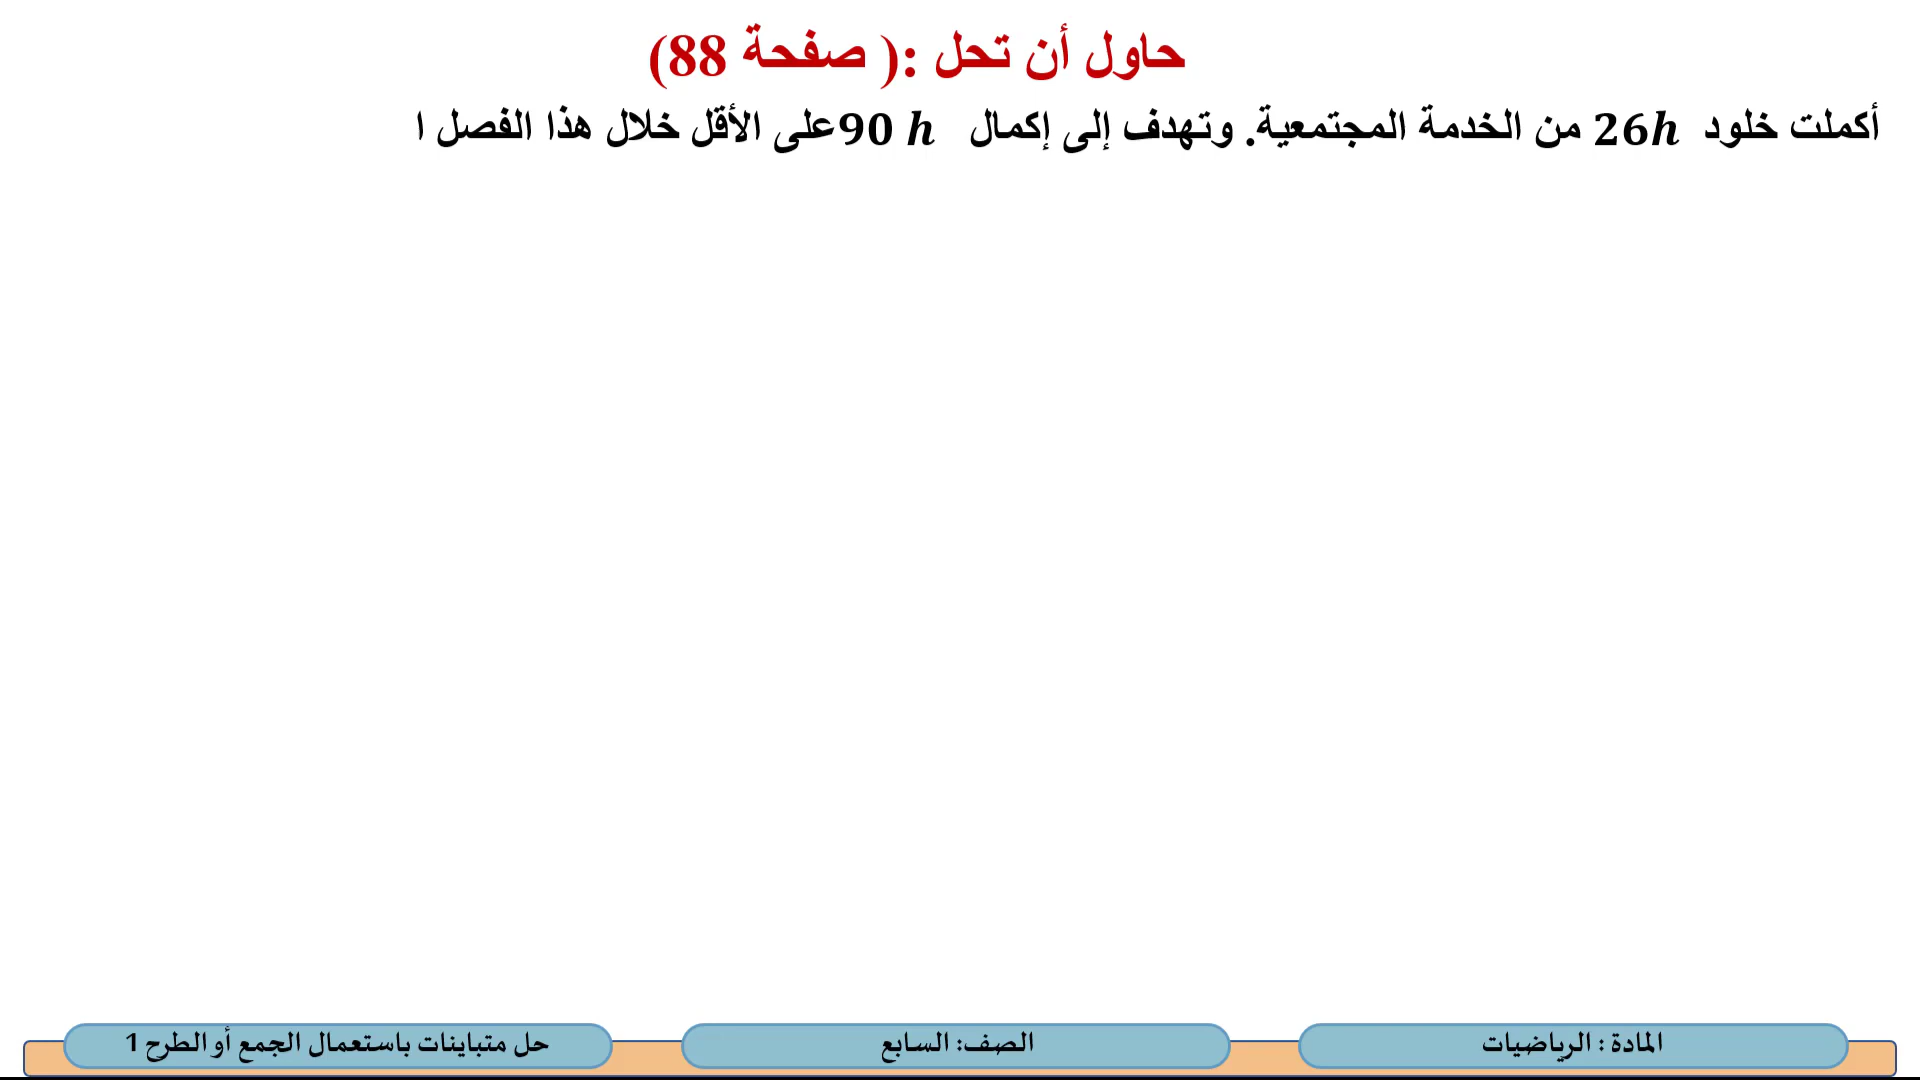 حاول أن تحل :( صفحة 88)
أكملت خلود 26h من الخدمة المجتمعية. وتهدف إلى إكمال 90 h على الأقل خلال هذا الفصل ا
المادة : الرياضيات
الصف: السابع
حل متباينات باستعمال الجمع أو الطرح 1